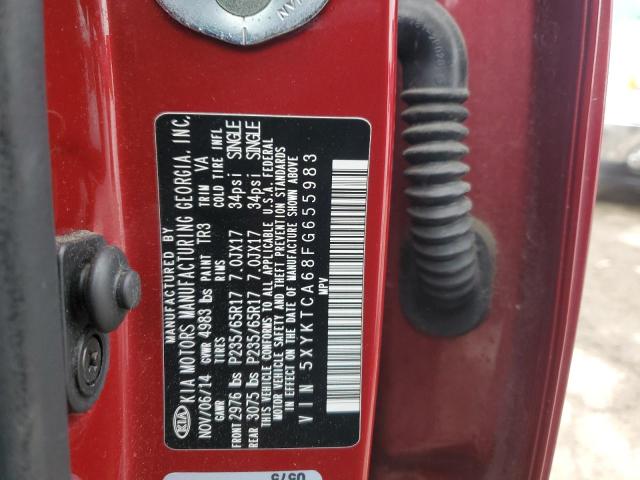 MANUFACTURED BY
KIA KIA MOTORS MANUFACTURING GEORGIA, INC.
NOV/06/14 GVWR 4983 lbs PAINT TR3 TRIM VA
GAWR TIRES RIMS COLD TIRE INFL
FRONT 2976 lbs P235/65R17 7.0JX17 34psi SINGLE
REAR 3075 lbs P235/65R17 7.0JX17 34psi SINGLE
THIS VEHICLE CONFORMS TO ALL APPLICABLE U.S.A. FEDERAL
MOTOR VEHICLE SAFETY AND THEFT PREVENTION STANDARDS
IN EFFECT ON THE DATE OF MANUFACTURE SHOWN ABOVE
VIN 5XYKTCA68FG655983
MPV